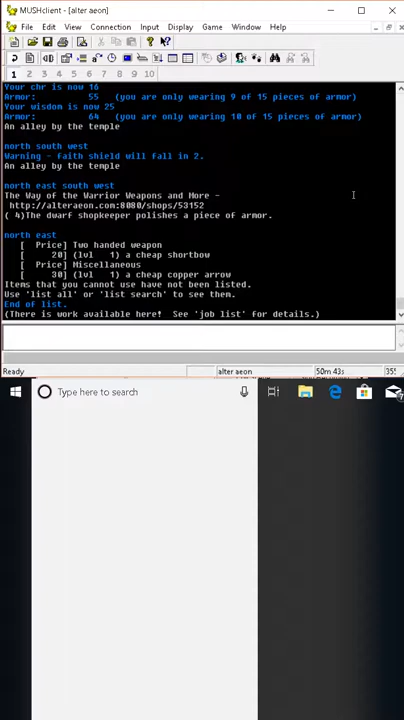 MUSHclient - [alter aeon]
File Edit View Connection Input Display Game Window Help
1 2 3 4 5 6 7 8 9 10
Your chr is now 16
Armor: 55 (you are only wearing 9 of 15 pieces of armor)
Your wisdom is now 25
Armor: 64 (you are only wearing 10 of 15 pieces of armor)
An alley by the temple
north south west
Warning - faith shield will fall in 2.
An alley by the temple
north east south west
The Way of the Warrior Weapons and More -
http://alteraeon.com:8080/shops/53152
( 4)The dwarf shopkeeper polishes a piece of armor.
north east
[ Price] Two handed weapon
[ 20] (lvl 1) a cheap shortbow
[ Price] Miscellaneous
[ 30] (lvl 1) a cheap copper arrow
Items that you cannot use have not been listed.
Use 'list all' or 'list search' to see them.
End of list.
(There is work available here! See 'job list' for details.)
Ready alter aeon 50m 43s 355
Type here to search
7